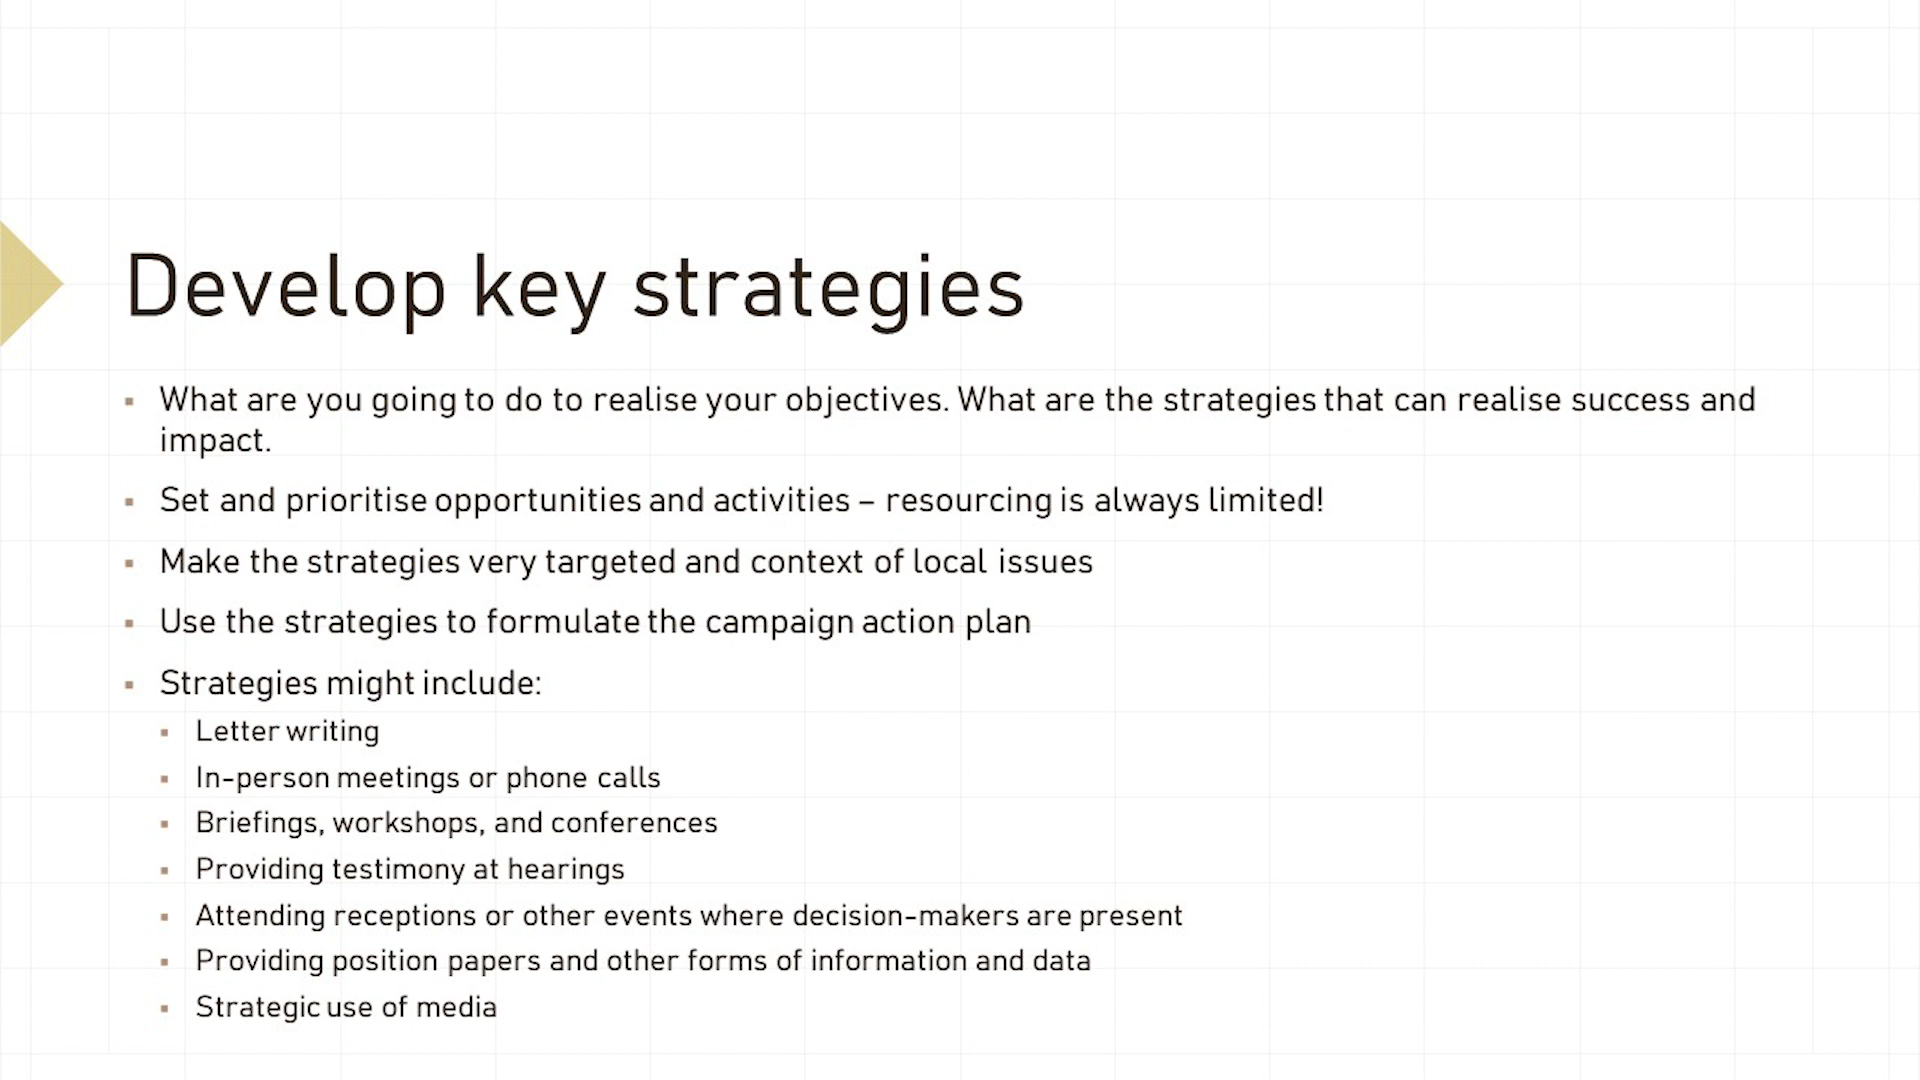 Develop key strategies
▪ What are you going to do to realise your objectives. What are the strategies that can realise success and
impact.
▪ Set and prioritise opportunities and activities – resourcing is always limited!
▪ Make the strategies very targeted and context of local issues
▪ Use the strategies to formulate the campaign action plan
▪ Strategies might include:
▪ Letter writing
▪ In-person meetings or phone calls
▪ Briefings, workshops, and conferences
▪ Providing testimony at hearings
▪ Attending receptions or other events where decision-makers are present
▪ Providing position papers and other forms of information and data
▪ Strategic use of media